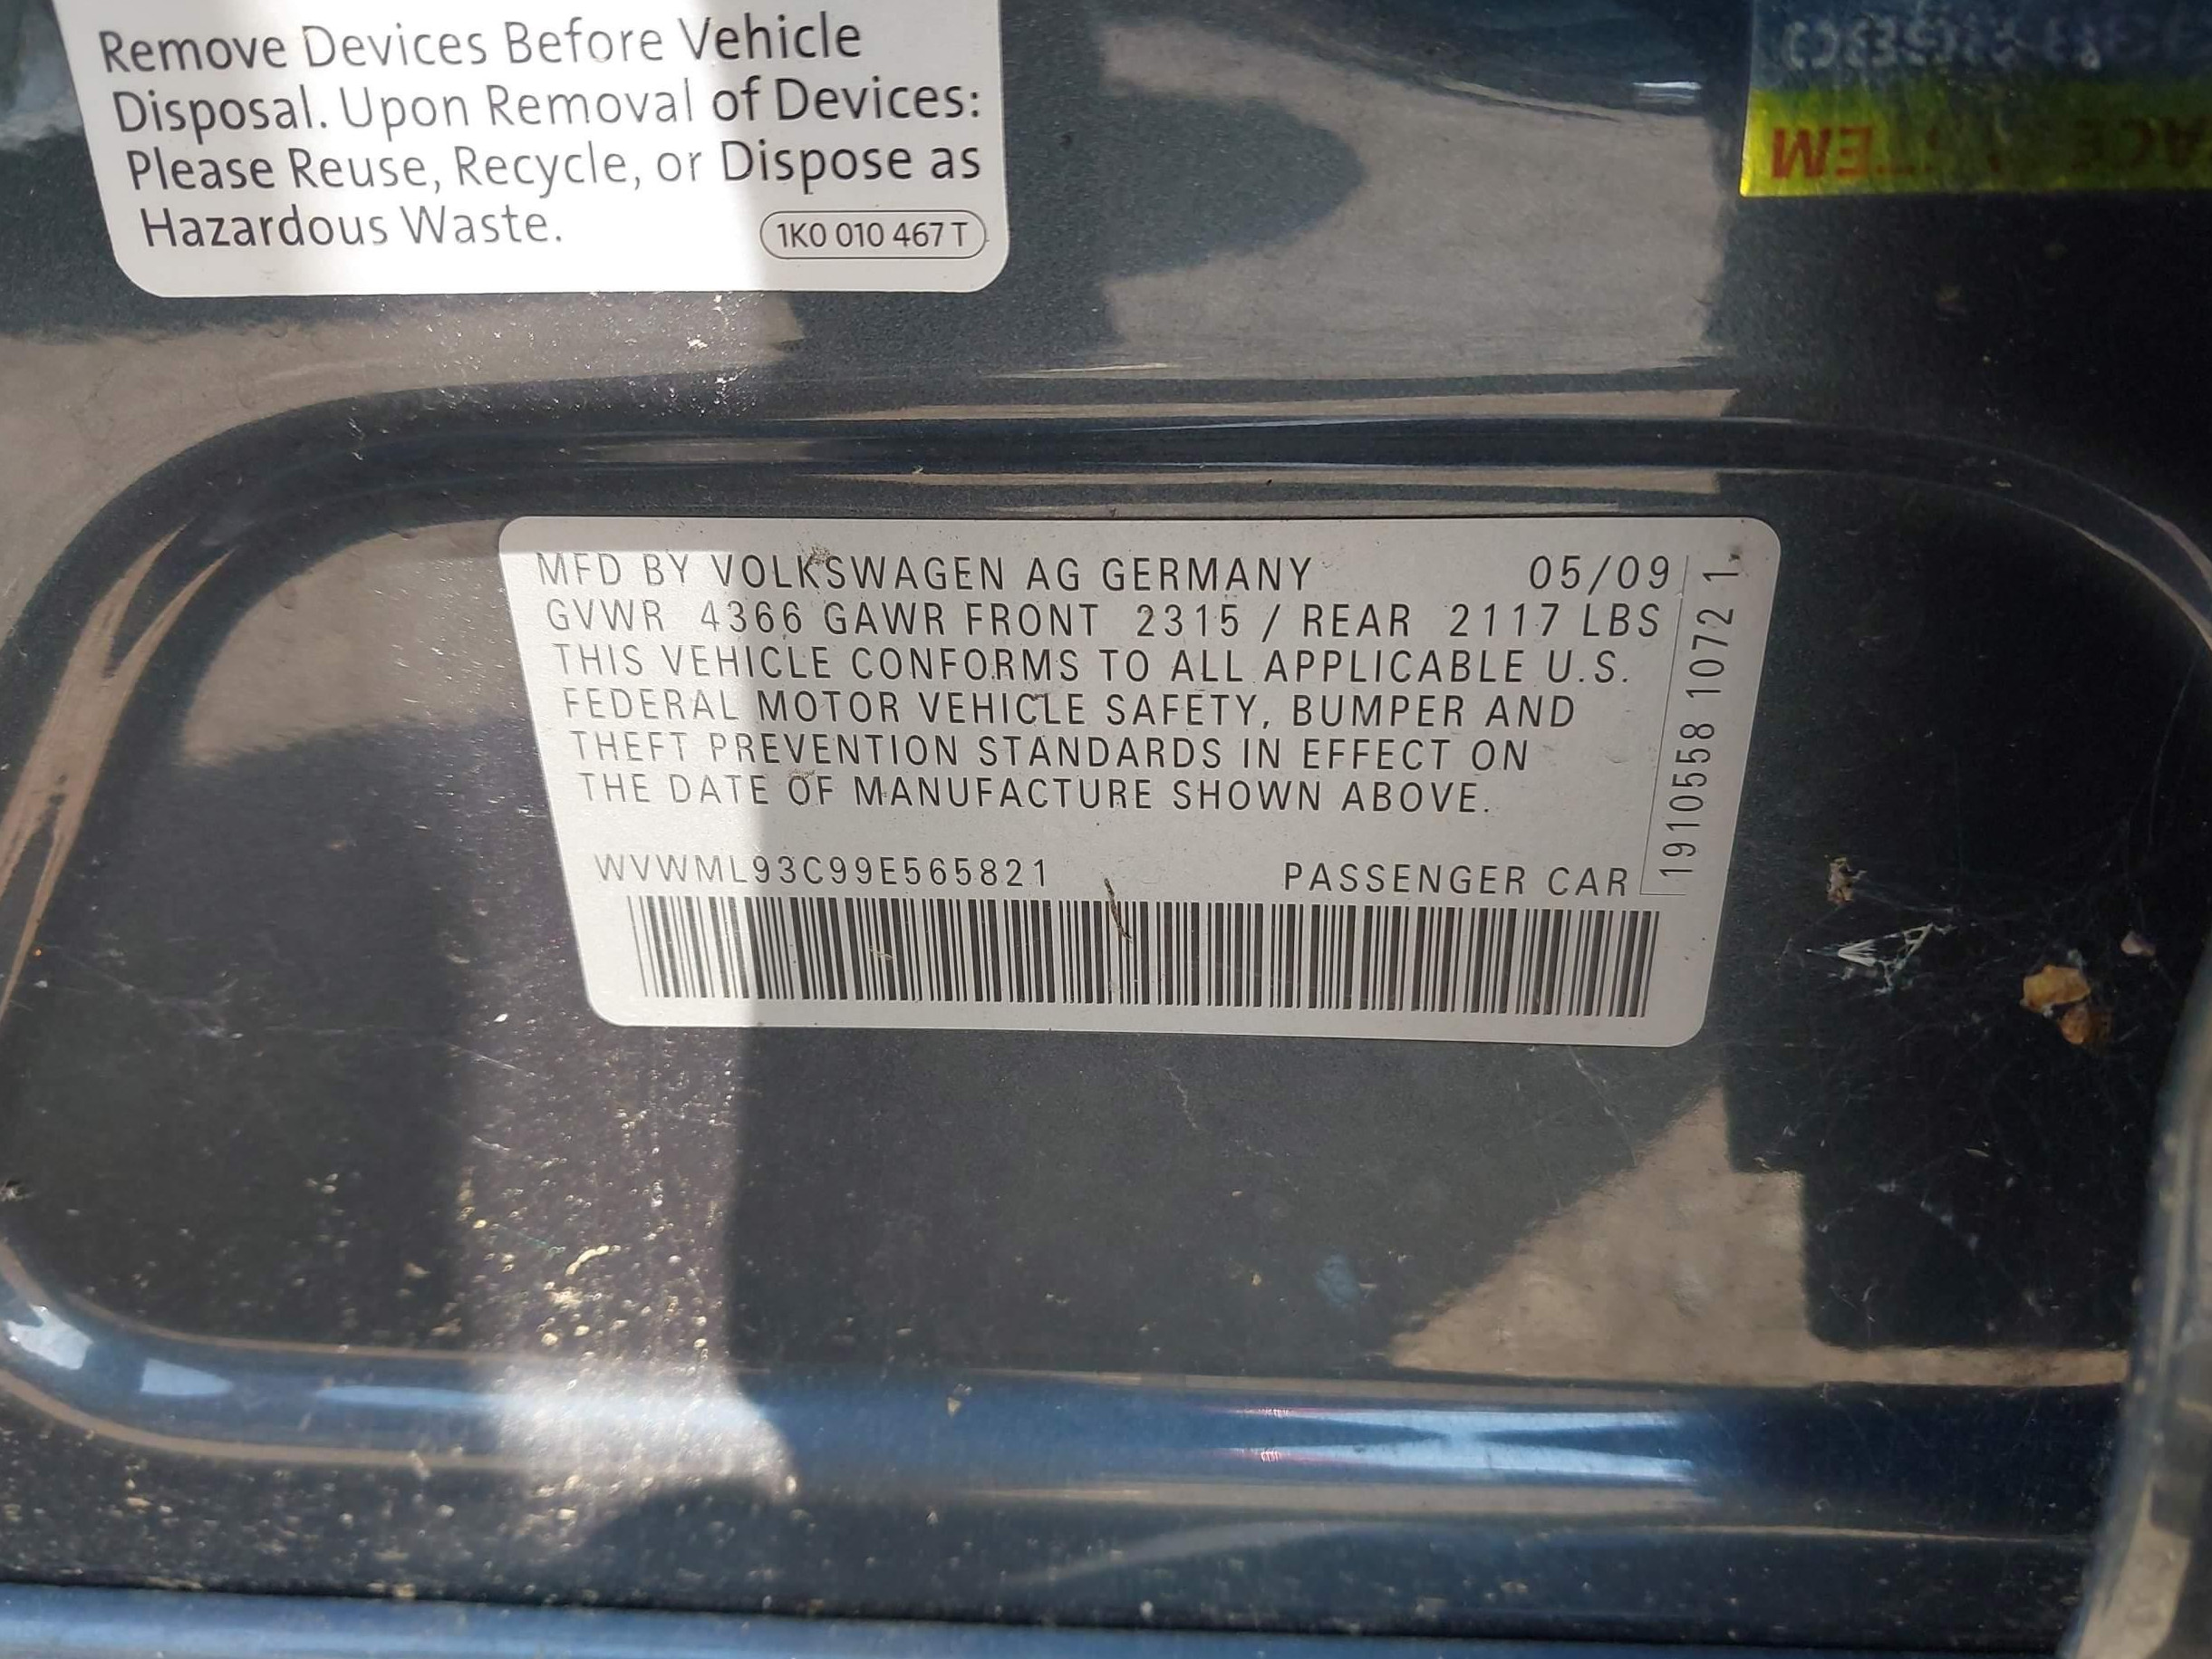 Remove Devices Before Vehicle
Disposal. Upon Removal of Devices:
Please Reuse, Recycle, or Dispose as
Hazardous Waste.
1K0 010 467 T
MFD BY VOLKSWAGEN AG GERMANY 05/09
GVWR 4366 GAWR FRONT 2315 / REAR 2117 LBS
THIS VEHICLE CONFORMS TO ALL APPLICABLE U.S.
FEDERAL MOTOR VEHICLE SAFETY, BUMPER AND
THEFT PREVENTION STANDARDS IN EFFECT ON
THE DATE OF MANUFACTURE SHOWN ABOVE.
WVWML93C99E565821 PASSENGER CAR
1910558 1072 1